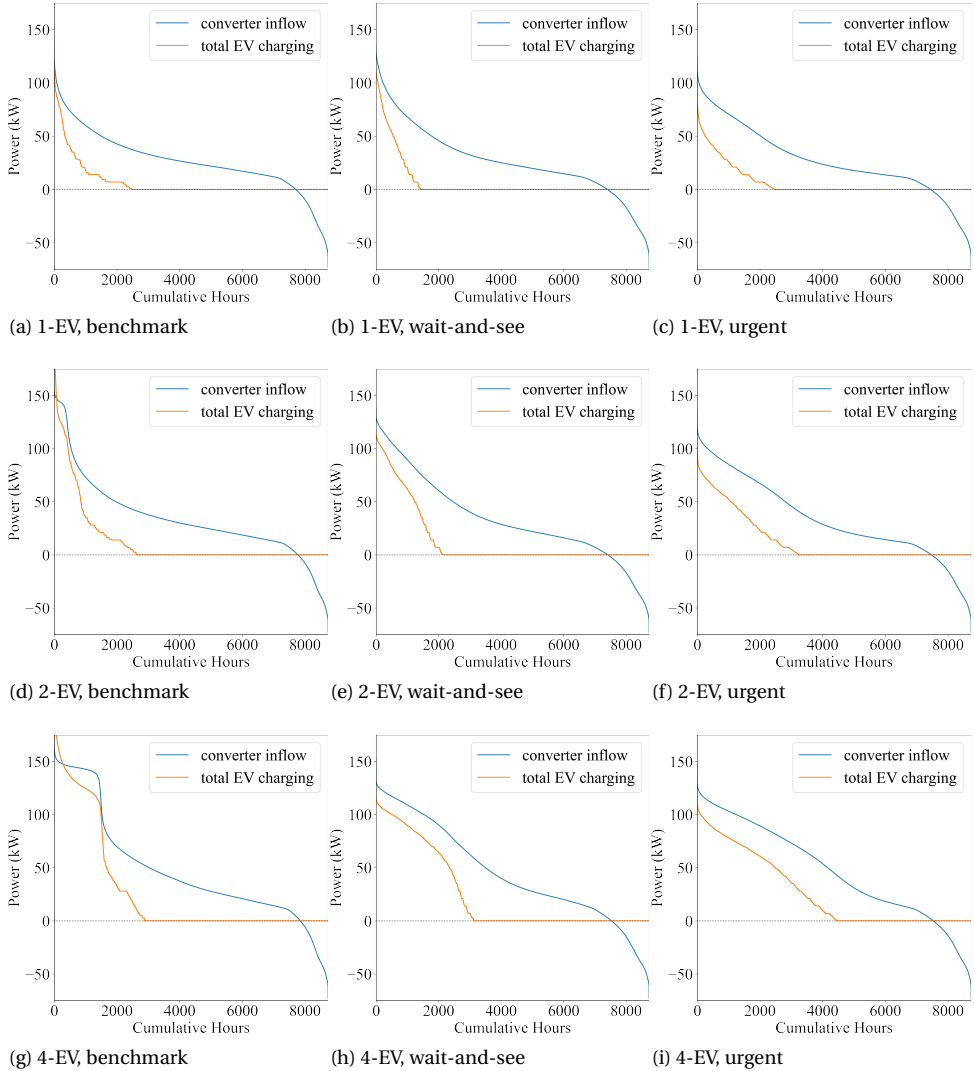 150
100
50
0
−50
Power (kW)
converter inflow
total EV charging
0 2000 4000 6000 8000
Cumulative Hours
(a) 1-EV, benchmark
150
100
50
0
−50
Power (kW)
converter inflow
total EV charging
0 2000 4000 6000 8000
Cumulative Hours
(b) 1-EV, wait-and-see
150
100
50
0
−50
Power (kW)
converter inflow
total EV charging
0 2000 4000 6000 8000
Cumulative Hours
(c) 1-EV, urgent
150
100
50
0
−50
Power (kW)
converter inflow
total EV charging
0 2000 4000 6000 8000
Cumulative Hours
(d) 2-EV, benchmark
150
100
50
0
−50
Power (kW)
converter inflow
total EV charging
0 2000 4000 6000 8000
Cumulative Hours
(e) 2-EV, wait-and-see
150
100
50
0
−50
Power (kW)
converter inflow
total EV charging
0 2000 4000 6000 8000
Cumulative Hours
(f) 2-EV, urgent
150
100
50
0
−50
Power (kW)
converter inflow
total EV charging
0 2000 4000 6000 8000
Cumulative Hours
(g) 4-EV, benchmark
150
100
50
0
−50
Power (kW)
converter inflow
total EV charging
0 2000 4000 6000 8000
Cumulative Hours
(h) 4-EV, wait-and-see
150
100
50
0
−50
Power (kW)
converter inflow
total EV charging
0 2000 4000 6000 8000
Cumulative Hours
(i) 4-EV, urgent